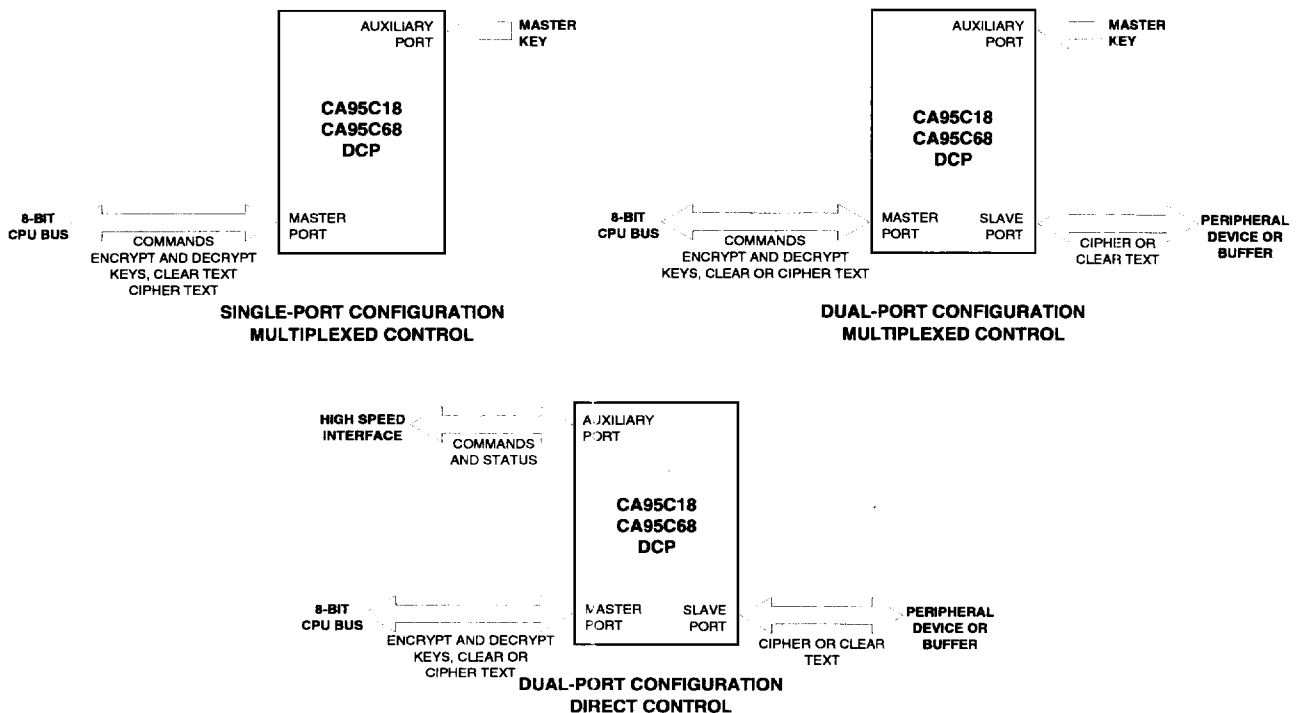 AUXILIARY
PORT
MASTER
KEY
CA95C18
CA95C68
DCP
8-BIT
CPU BUS
MASTER
PORT
COMMANDS
ENCRYPT AND DECRYPT
KEYS, CLEAR TEXT
CIPHER TEXT
SINGLE-PORT CONFIGURATION
MULTIPLEXED CONTROL
AUXILIARY
PORT
MASTER
KEY
CA95C18
CA95C68
DCP
8-BIT
CPU BUS
MASTER
PORT
SLAVE
PORT
PERIPHERAL
DEVICE OR
BUFFER
COMMANDS
ENCRYPT AND DECRYPT
KEYS, CLEAR OR CIPHER TEXT
CIPHER OR
CLEAR TEXT
DUAL-PORT CONFIGURATION
MULTIPLEXED CONTROL
HIGH SPEED
INTERFACE
COMMANDS
AND STATUS
AUXILIARY
PORT
CA95C18
CA95C68
DCP
8-BIT
CPU BUS
MASTER
PORT
SLAVE
PORT
PERIPHERAL
DEVICE OR
BUFFER
ENCRYPT AND DECRYPT
KEYS, CLEAR OR
CIPHER TEXT
CIPHER OR CLEAR
TEXT
DUAL-PORT CONFIGURATION
DIRECT CONTROL